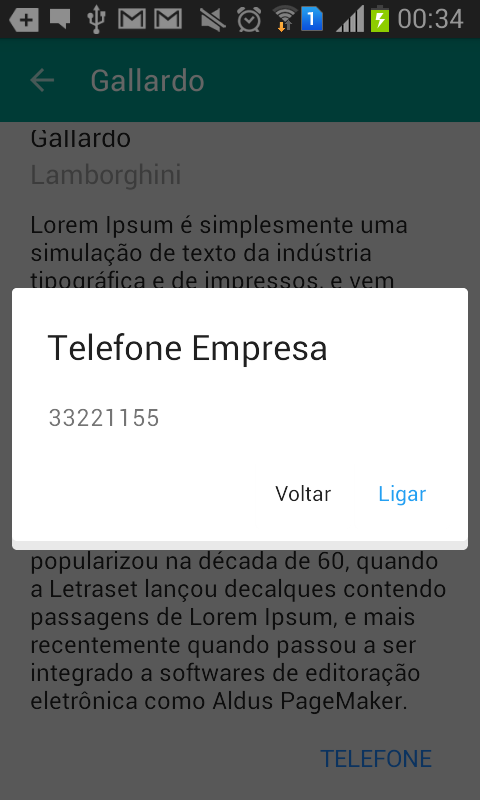 1
00:34
Gallardo
Gallardo
Lamborghini
Lorem Ipsum é simplesmente uma
simulação de texto da indústria
tipográfica e de impressos, e vem
Telefone Empresa
33221155
Voltar Ligar
popularizou na década de 60, quando
a Letraset lançou decalques contendo
passagens de Lorem Ipsum, e mais
recentemente quando passou a ser
integrado a softwares de editoração
eletrônica como Aldus PageMaker.
TELEFONE